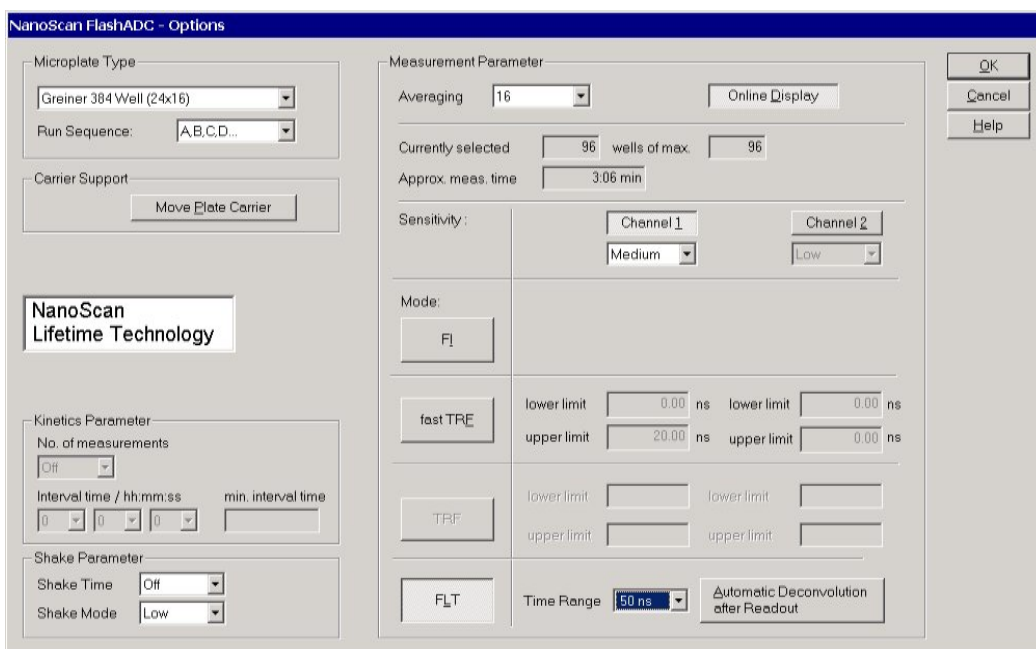 NanoScan FlashADC - Options
Microplate Type
Greiner 384 Well (24x16)
Run Sequence: A,B,C,D...
Carrier Support
Move Plate Carrier
NanoScan
Lifetime Technology
Kinetics Parameter
No. of measurements
Off
Interval time / hh:mm:ss min. interval time
0 0 0
Shake Parameter
Shake Time Off
Shake Mode Low
Measurement Parameter
Averaging 16 Online Display
Currently selected 96 wells of max. 96
Approx. meas. time 3:06 min
Sensitivity : Channel 1 Channel 2
Medium Low
Mode:
FI
fast TRF
lower limit 0.00 ns lower limit 0.00 ns
upper limit 20.00 ns upper limit 0.00 ns
TRF
lower limit lower limit
upper limit upper limit
FLT Time Range 50 ns Automatic Deconvolution
after Readout
OK
Cancel
Help